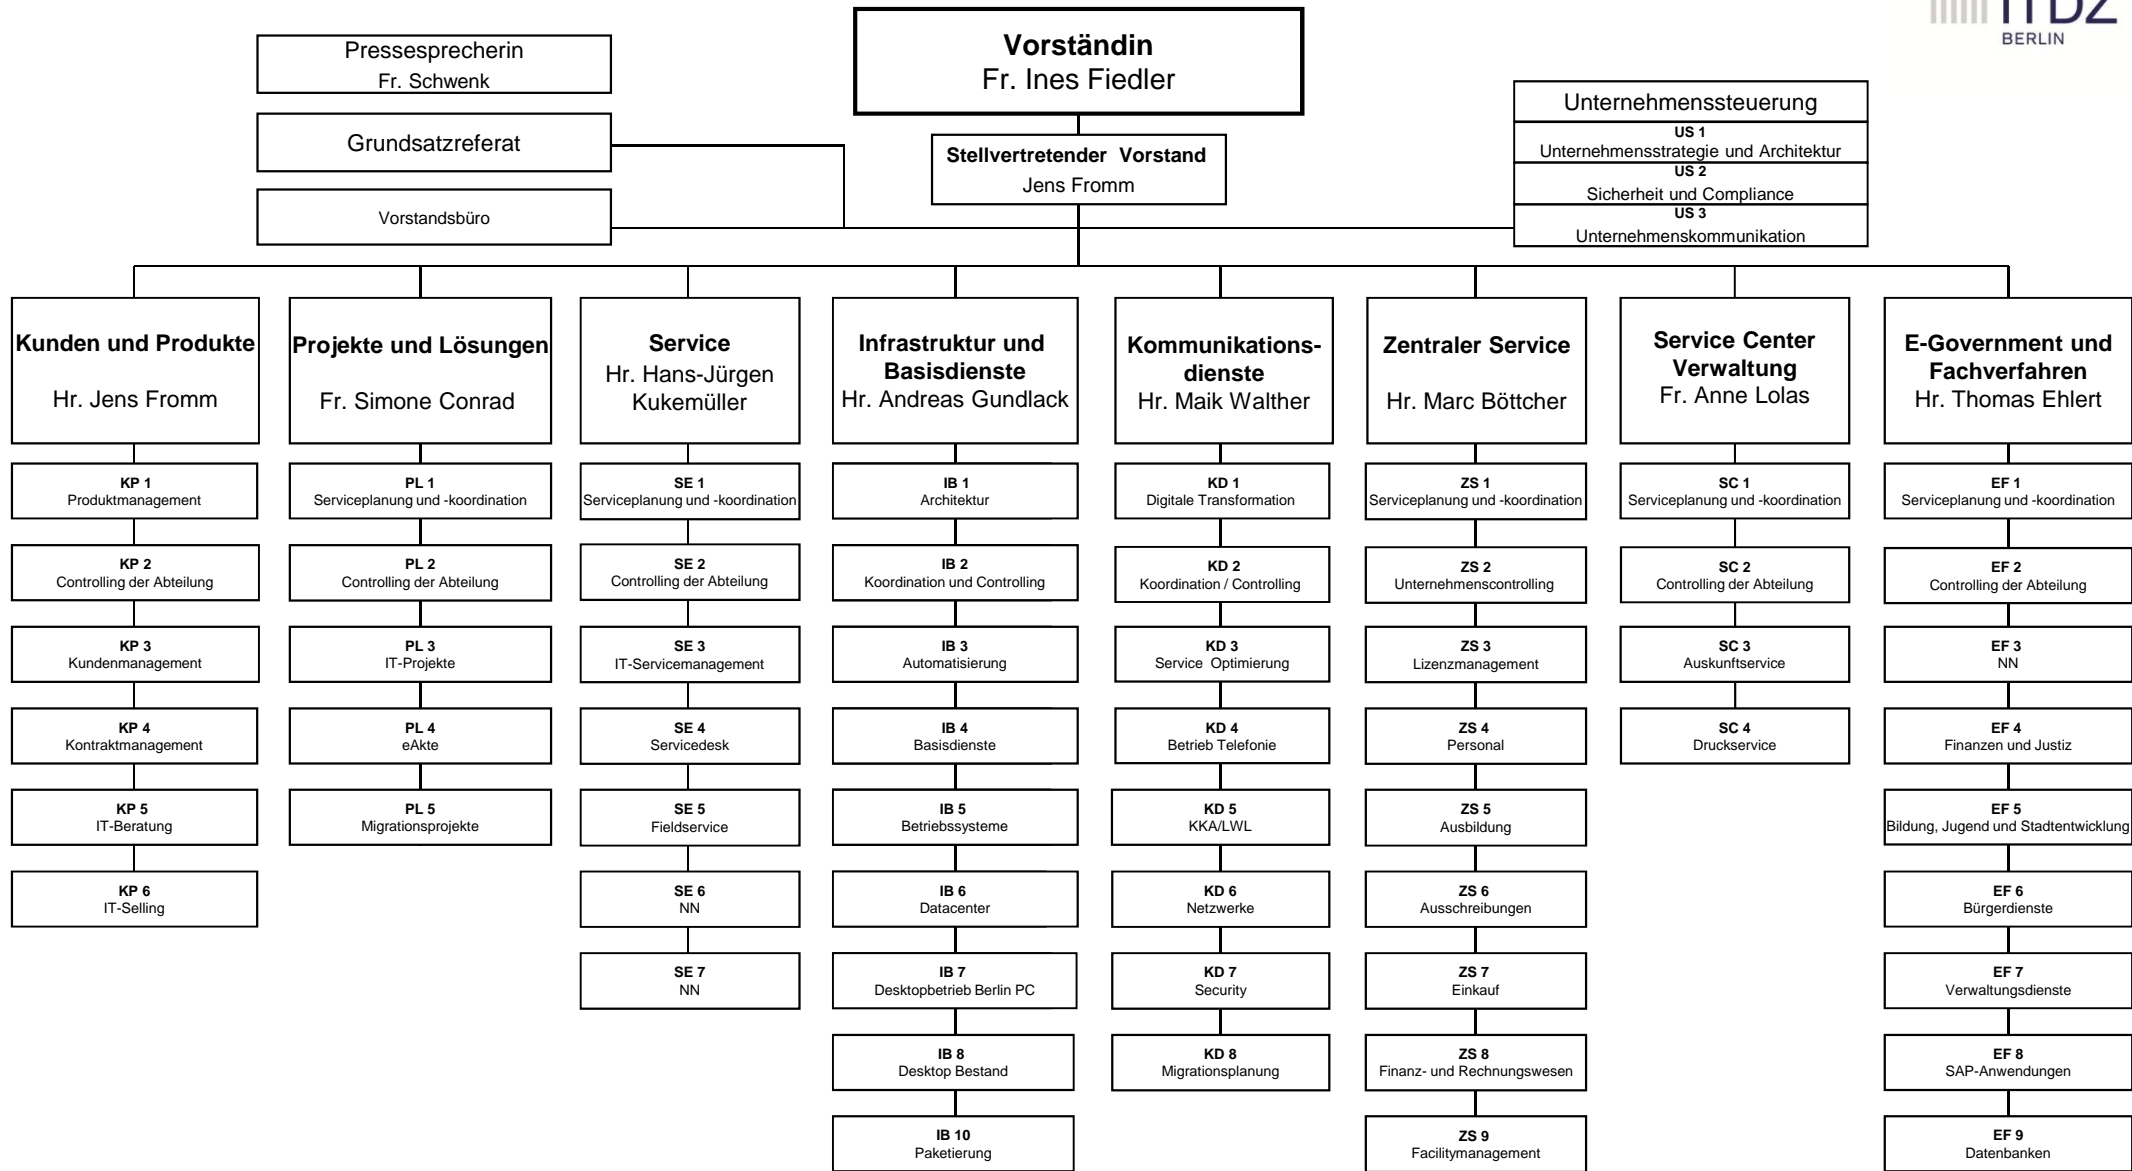 ITDZ
BERLIN
Pressesprecherin
Fr. Schwenk
Grundsatzreferat
Vorstandsbüro
Vorständin
Fr. Ines Fiedler
Stellvertretender Vorstand
Jens Fromm
Unternehmenssteuerung
US 1
Unternehmensstrategie und Architektur
US 2
Sicherheit und Compliance
US 3
Unternehmenskommunikation
Kunden und Produkte
Hr. Jens Fromm
KP 1
Produktmanagement
KP 2
Controlling der Abteilung
KP 3
Kundenmanagement
KP 4
Kontraktmanagement
KP 5
IT-Beratung
KP 6
IT-Selling
Projekte und Lösungen
Fr. Simone Conrad
PL 1
Serviceplanung und -koordination
PL 2
Controlling der Abteilung
PL 3
IT-Projekte
PL 4
eAkte
PL 5
Migrationsprojekte
Service
Hr. Hans-Jürgen
Kukemüller
SE 1
Serviceplanung und -koordination
SE 2
Controlling der Abteilung
SE 3
IT-Servicemanagement
SE 4
Servicedesk
SE 5
Fieldservice
SE 6
NN
SE 7
NN
Infrastruktur und
Basisdienste
Hr. Andreas Gundlack
IB 1
Architektur
IB 2
Koordination und Controlling
IB 3
Automatisierung
IB 4
Basisdienste
IB 5
Betriebssysteme
IB 6
Datacenter
IB 7
Desktopbetrieb Berlin PC
IB 8
Desktop Bestand
IB 10
Paketierung
Kommunikations-
dienste
Hr. Maik Walther
KD 1
Digitale Transformation
KD 2
Koordination / Controlling
KD 3
Service Optimierung
KD 4
Betrieb Telefonie
KD 5
KKA/LWL
KD 6
Netzwerke
KD 7
Security
KD 8
Migrationsplanung
Zentraler Service
Hr. Marc Böttcher
ZS 1
Serviceplanung und -koordination
ZS 2
Unternehmenscontrolling
ZS 3
Lizenzmanagement
ZS 4
Personal
ZS 5
Ausbildung
ZS 6
Ausschreibungen
ZS 7
Einkauf
ZS 8
Finanz- und Rechnungswesen
ZS 9
Facilitymanagement
Service Center
Verwaltung
Fr. Anne Lolas
SC 1
Serviceplanung und -koordination
SC 2
Controlling der Abteilung
SC 3
Auskunftservice
SC 4
Druckservice
E-Government und
Fachverfahren
Hr. Thomas Ehlert
EF 1
Serviceplanung und -koordination
EF 2
Controlling der Abteilung
EF 3
NN
EF 4
Finanzen und Justiz
EF 5
Bildung, Jugend und Stadtentwicklung
EF 6
Bürgerdienste
EF 7
Verwaltungsdienste
EF 8
SAP-Anwendungen
EF 9
Datenbanken